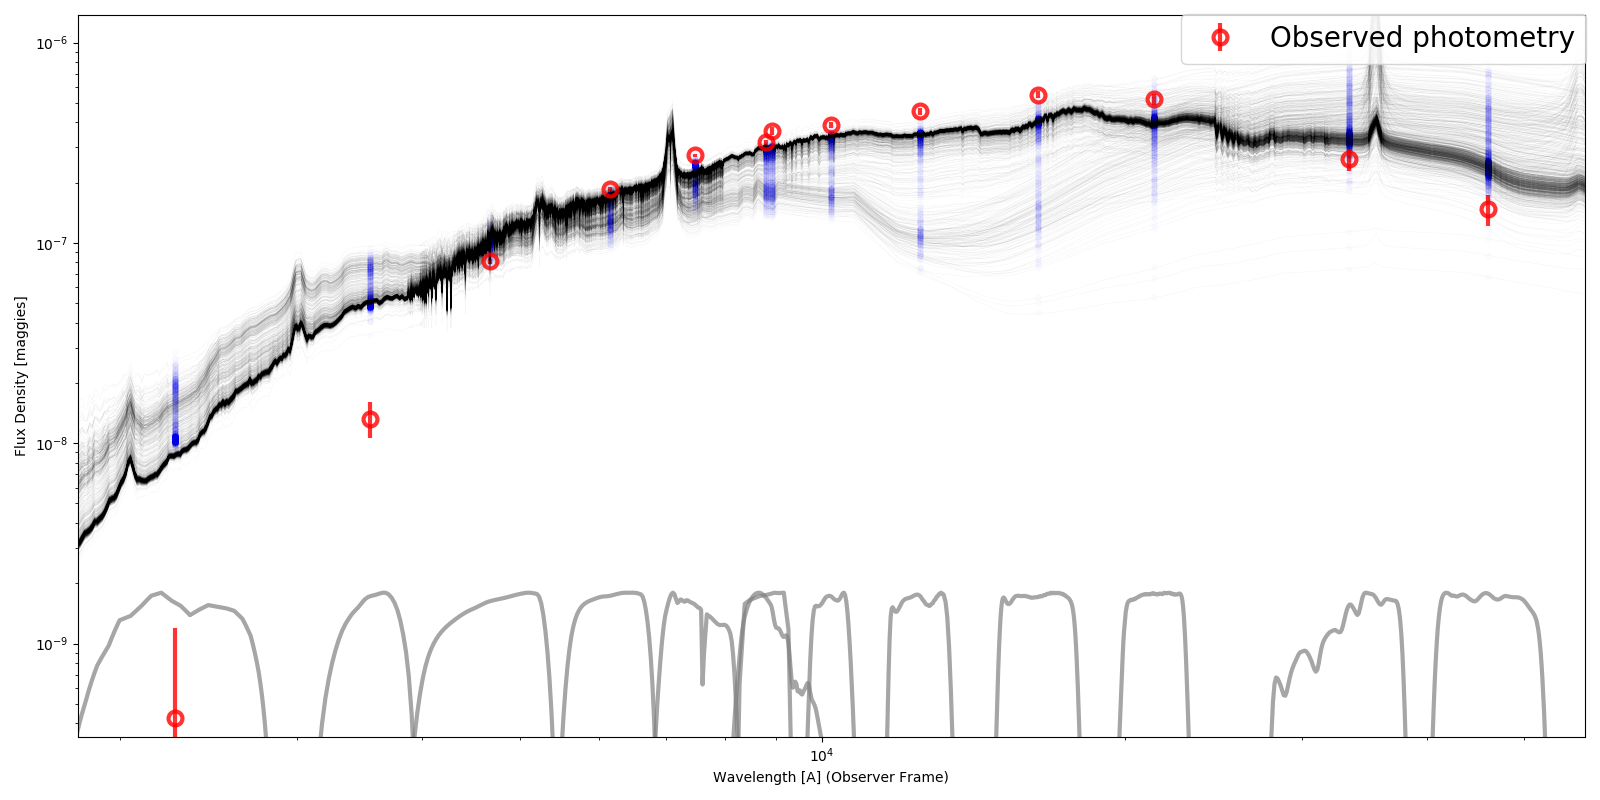 Observed photometry
10⁻⁶
10⁻⁷
10⁻⁸
10⁻⁹
Flux Density [maggies]
10⁴
Wavelength [A] (Observer Frame)